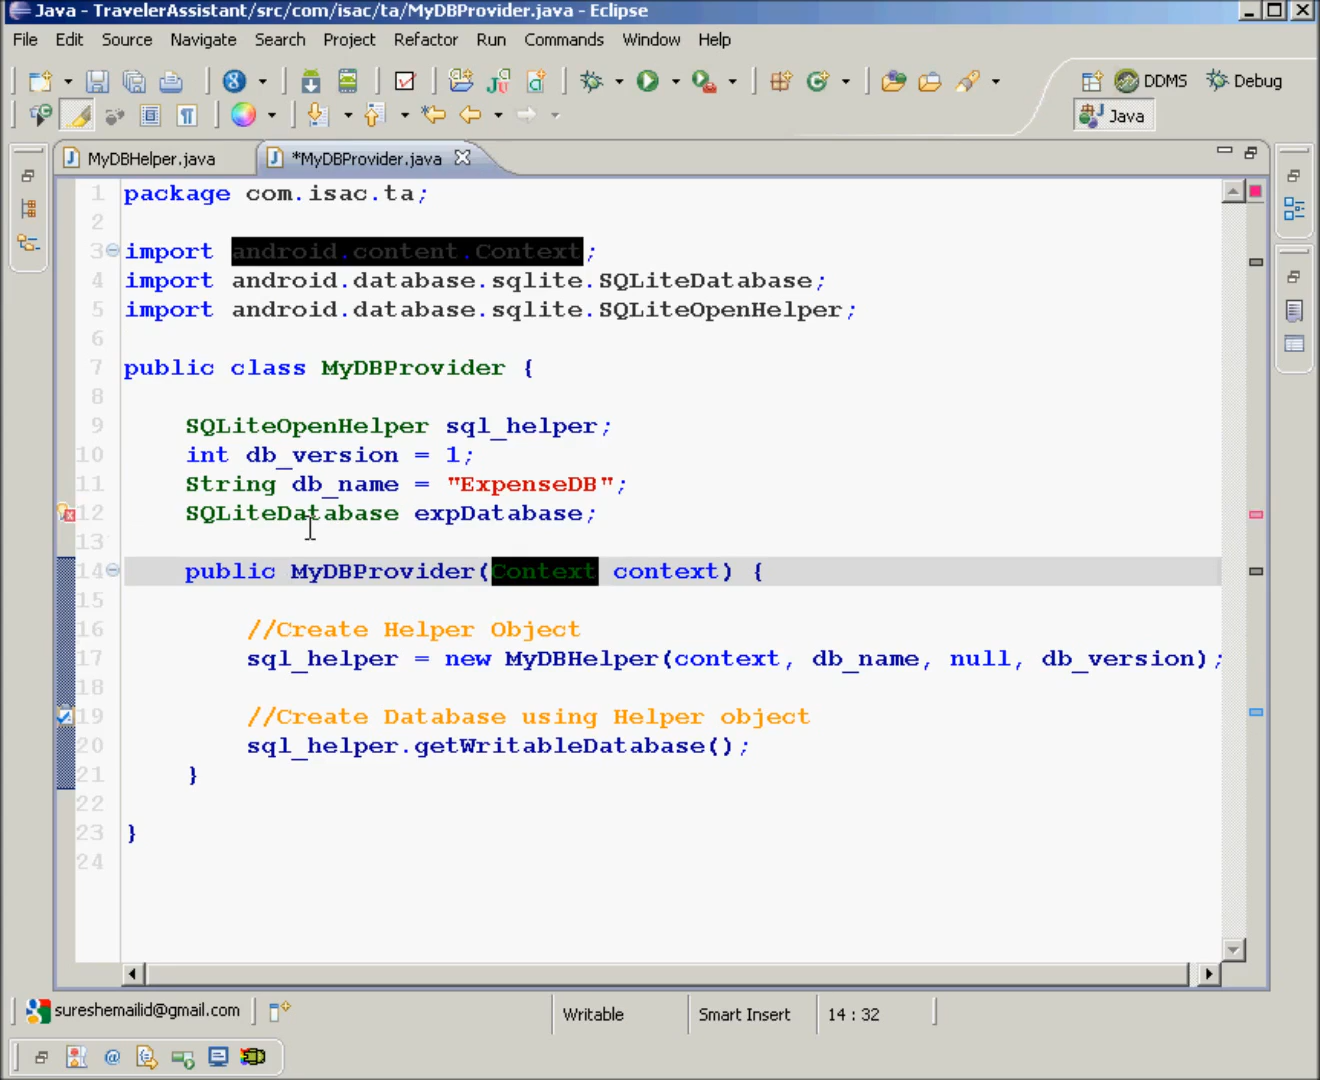 Java - TravelerAssistant/src/com/isac/ta/MyDBProvider.java - Eclipse
File Edit Source Navigate Search Project Refactor Run Commands Window Help
DDMS Debug
Java
MyDBHelper.java *MyDBProvider.java
1 package com.isac.ta;
2
3 import android.content.Context;
4 import android.database.sqlite.SQLiteDatabase;
5 import android.database.sqlite.SQLiteOpenHelper;
6
7 public class MyDBProvider {
8
9 SQLiteOpenHelper sql_helper;
10 int db_version = 1;
11 String db_name = "ExpenseDB";
12 SQLiteDatabase expDatabase;
13
14 public MyDBProvider(Context context) {
15
16 //Create Helper Object
17 sql_helper = new MyDBHelper(context, db_name, null, db_version);
18
19 //Create Database using Helper object
20 sql_helper.getWritableDatabase();
21 }
22
23 }
24
sureshemailid@gmail.com Writable Smart Insert 14 : 32